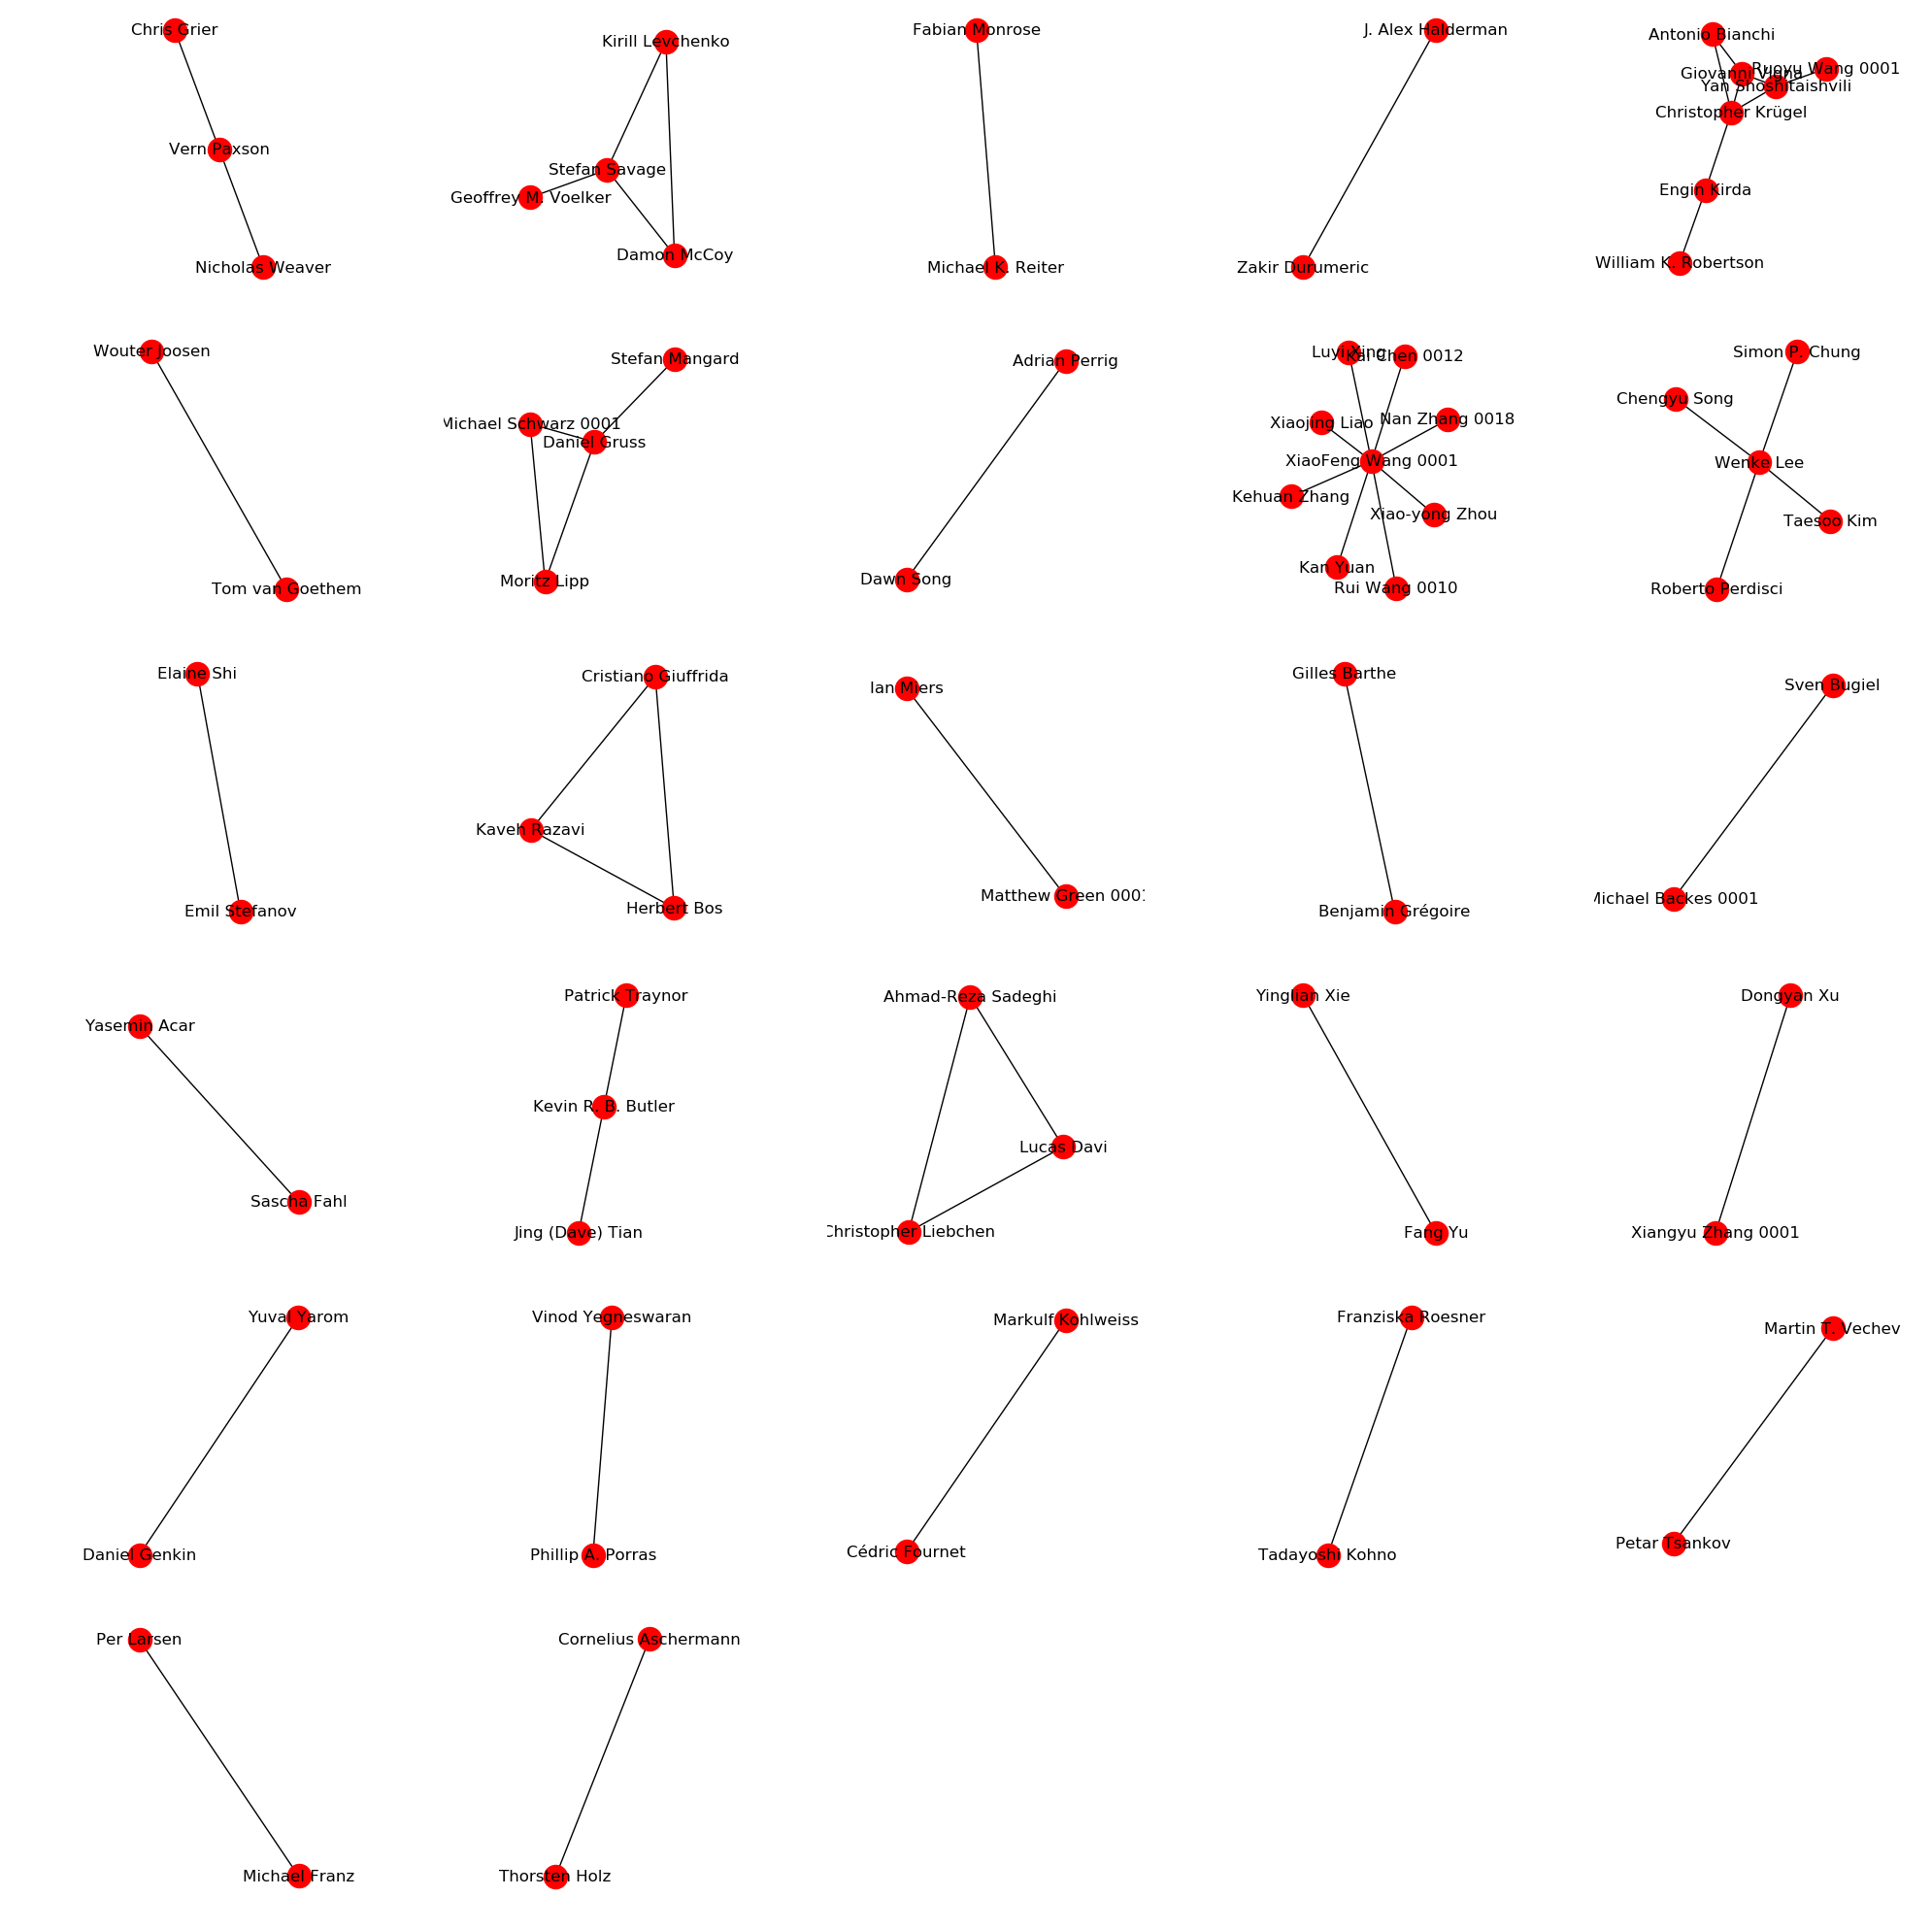 Chris Grier
Vern Paxson
Nicholas Weaver
Kirill Levchenko
Stefan Savage
Geoffrey M. Voelker
Damon McCoy
Fabian Monrose
Michael K. Reiter
J. Alex Halderman
Zakir Durumeric
Antonio Bianchi
Ruoyu Wang 0001
Giovanni Vigna
Yan Shoshitaishvili
Christopher Krügel
Engin Kirda
William K. Robertson
Wouter Joosen
Tom van Goethem
Stefan Mangard
Michael Schwarz 0001
Daniel Gruss
Moritz Lipp
Adrian Perrig
Dawn Song
Luyi Xing
Kai Chen 0012
Xiaojing Liao
Nan Zhang 0018
XiaoFeng Wang 0001
Kehuan Zhang
Xiao-yong Zhou
Kan Yuan
Rui Wang 0010
Simon P. Chung
Chengyu Song
Wenke Lee
Taesoo Kim
Roberto Perdisci
Elaine Shi
Emil Stefanov
Cristiano Giuffrida
Kaveh Razavi
Herbert Bos
Ian Miers
Matthew Green 0001
Gilles Barthe
Benjamin Grégoire
Sven Bugiel
Michael Backes 0001
Yasemin Acar
Sascha Fahl
Patrick Traynor
Kevin R. B. Butler
Jing (Dave) Tian
Ahmad-Reza Sadeghi
Lucas Davi
Christopher Liebchen
Yinglian Xie
Fang Yu
Dongyan Xu
Xiangyu Zhang 0001
Yuval Yarom
Daniel Genkin
Vinod Yegneswaran
Phillip A. Porras
Markulf Kohlweiss
Cédric Fournet
Franziska Roesner
Tadayoshi Kohno
Martin T. Vechev
Petar Tsankov
Per Larsen
Michael Franz
Cornelius Aschermann
Thorsten Holz